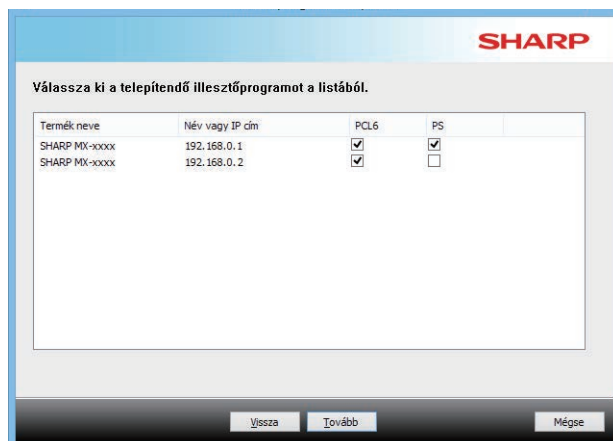 SHARP
Válassza ki a telepítendő illesztőprogramot a listából.
Termék neve Név vagy IP cím PCL6 PS
SHARP MX-xxxx 192.168.0.1
SHARP MX-xxxx 192.168.0.2
Vissza Tovább Mégse